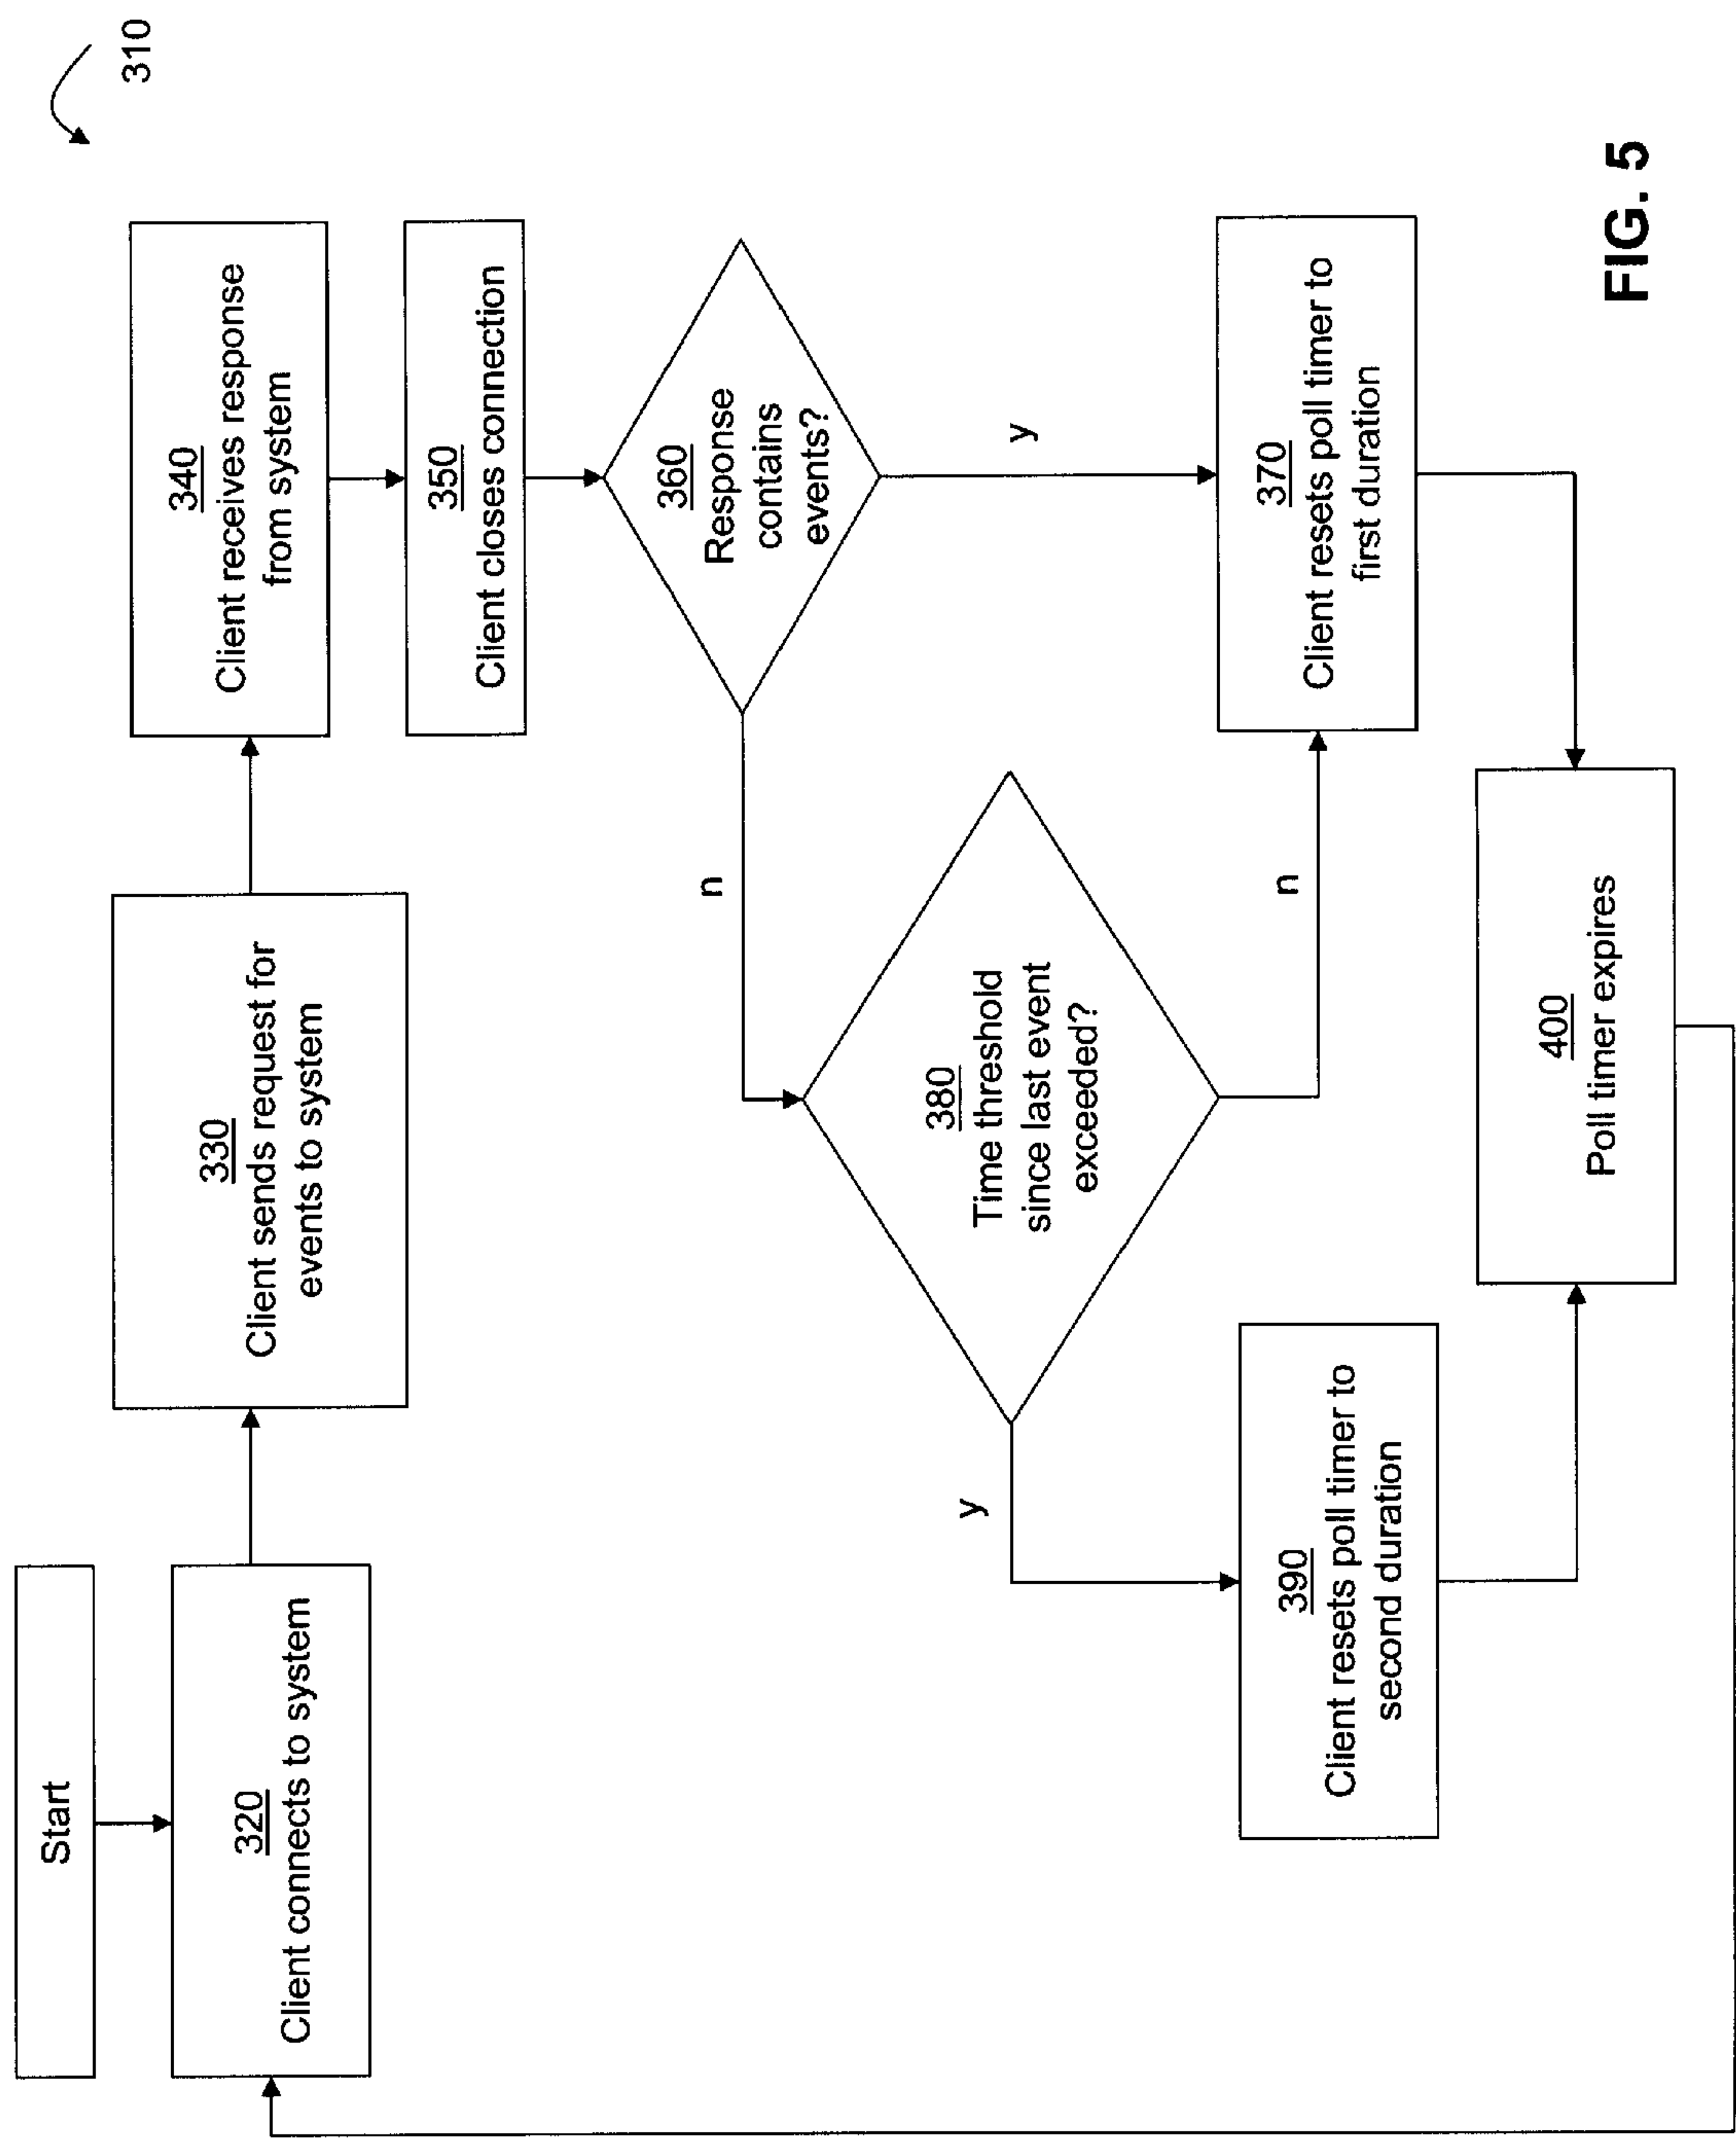 310
Start
320
Client connects to system
330
Client sends request for
events to system
340
Client receives response
from system
350
Client closes connection
360
Response
contains
events?
n
y
380
Time threshold
since last event
exceeded?
y
n
390
Client resets poll timer to
second duration
370
Client resets poll timer to
first duration
400
Poll timer expires
FIG. 5